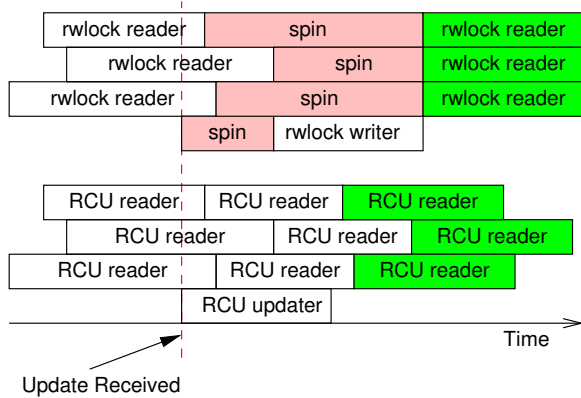 rwlock reader spin rwlock reader
rwlock reader spin rwlock reader
rwlock reader spin rwlock reader
spin rwlock writer
RCU reader RCU reader RCU reader
RCU reader RCU reader RCU reader
RCU reader RCU reader RCU reader
RCU updater
Time
Update Received